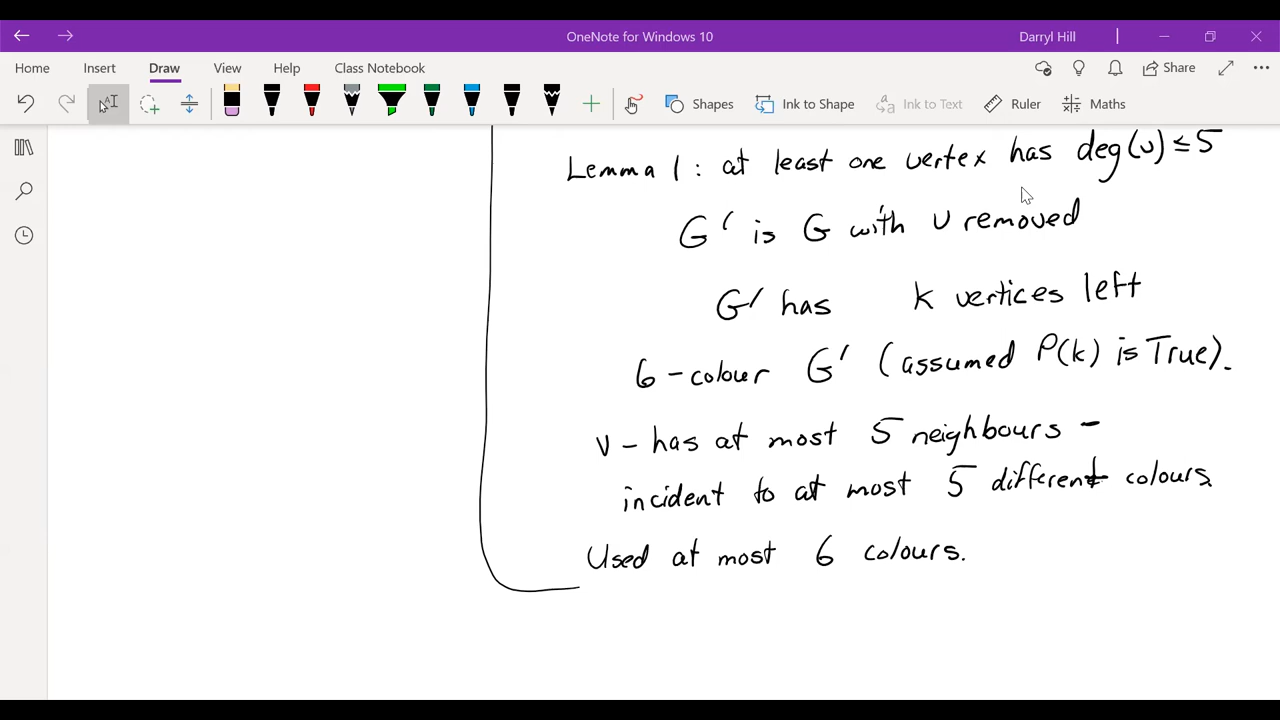 OneNote for Windows 10
Darryl Hill
Home Insert Draw View Help Class Notebook
Share
Shapes Ink to Shape Ink to Text Ruler Maths
Lemma 1: at least one vertex has deg(v) ≤ 5
G' is G with v removed
G' has k vertices left
6-colour G' (assumed P(k) is True).
v - has at most 5 neighbours -
incident to at most 5 different colours.
Used at most 6 colours.